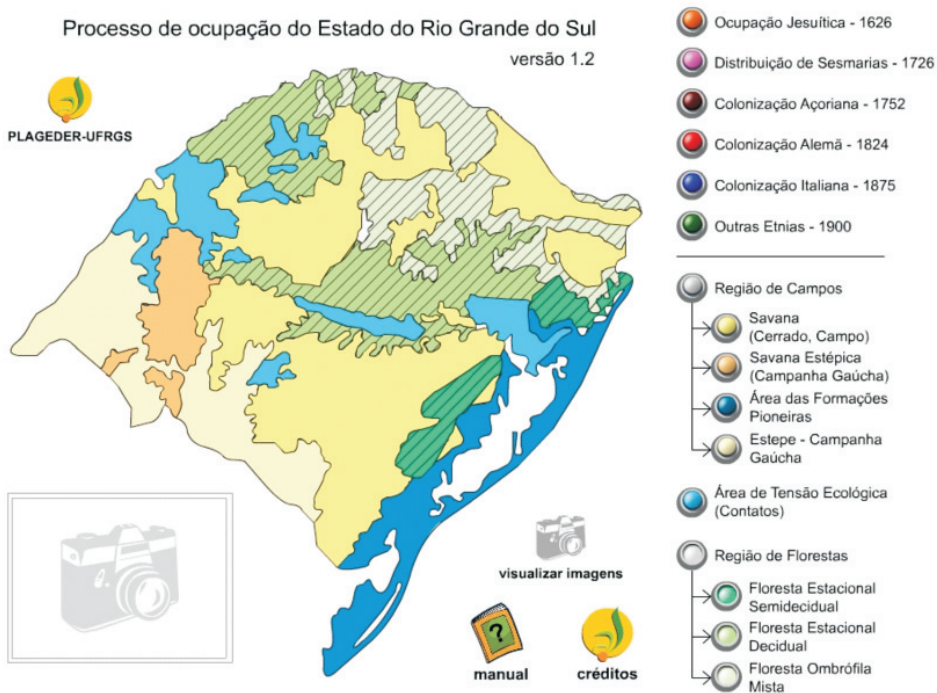 Processo de ocupação do Estado do Rio Grande do Sul
versão 1.2
PLAGEDER-UFRGS
Ocupação Jesuítica - 1626
Distribuição de Sesmarias - 1726
Colonização Açoriana - 1752
Colonização Alemã - 1824
Colonização Italiana - 1875
Outras Etnias - 1900
Região de Campos
Savana
(Cerrado, Campo)
Savana Estépica
(Campanha Gaúcha)
Área das Formações
Pioneiras
Estepe - Campanha
Gaúcha
Área de Tensão Ecológica
(Contatos)
Região de Florestas
Floresta Estacional
Semidecidual
Floresta Estacional
Decidual
Floresta Ombrófila
Mista
visualizar imagens
?
manual
créditos